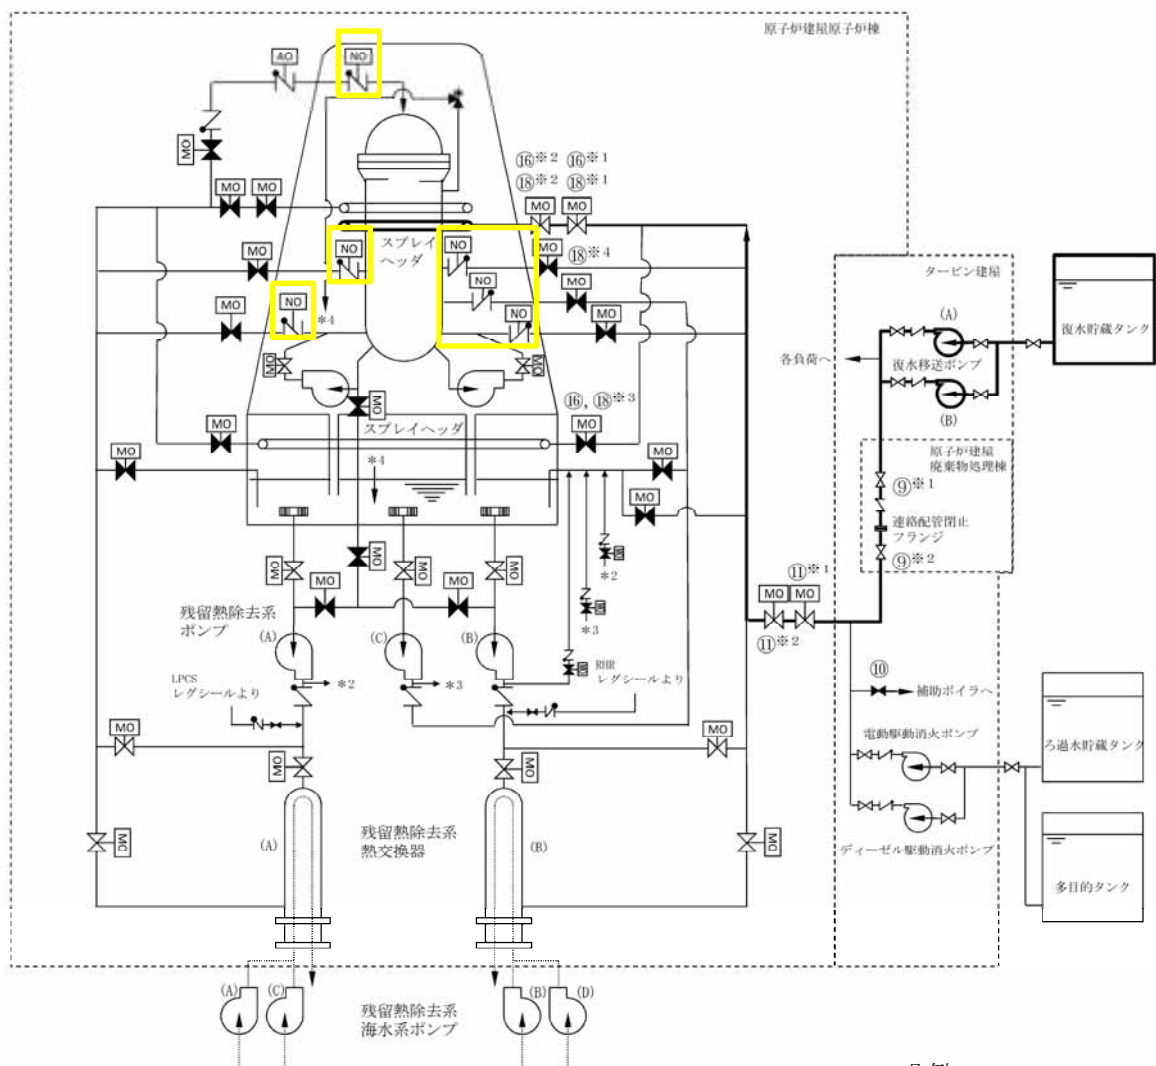 原子炉建屋原子炉棟
AO
NO
MO
⑯※2
⑯※1
⑱※2
⑱※1
MO
MO
MO
MO
スプレイ
ヘッダ
NO
NO
MO
⑱※4
MO
NO
MO
タービン建屋
NO
MO
*4
NO
MO
(A)
復水移送ポンプ
復水貯蔵タンク
各負荷へ
(B)
MO
MO
MO
⑯, ⑱※3
スプレイヘッダ
MO
MO
MO
*4
MO
MO
原子炉建屋
廃棄物処理棟
⑨※1
連絡配管閉止
フランジ
⑨※2
MO
MO
MO
MO
MO
*2
MO
MO
*3
⑪※1
MO
MO
⑪※2
残留熱除去系
ポンプ
(A)
(C)
(B)
LPCS
レグシールより
*2
*3
RHR
レグシールより
⑩
補助ボイラへ
MO
MO
MO
MO
電動駆動消火ポンプ
ろ過水貯蔵タンク
MO
MO
残留熱除去系
熱交換器
(A)
(B)
ディーゼル駆動消火ポンプ
多目的タンク
(A)
(C)
(B)
(D)
残留熱除去系
海水系ポンプ